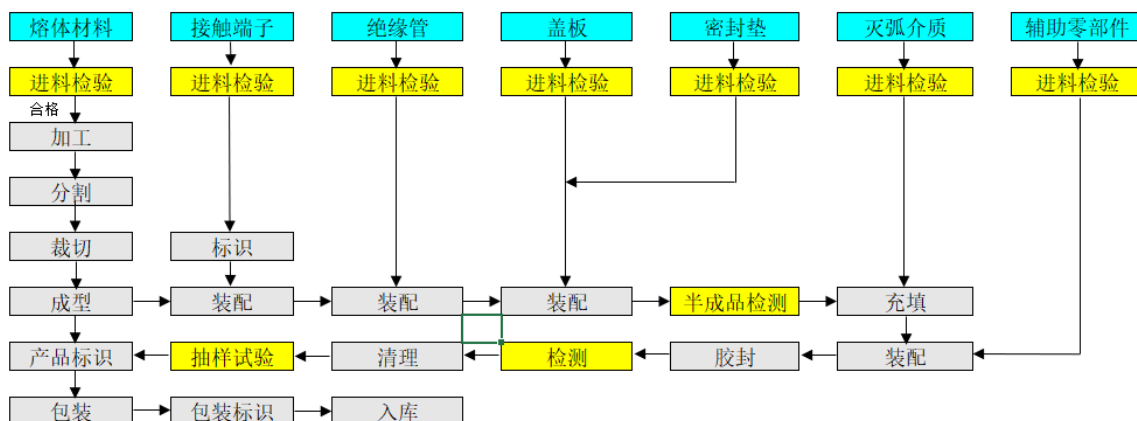 熔体材料 接触端子 绝缘管 盖板 密封垫 灭弧介质 辅助零部件
进料检验 进料检验 进料检验 进料检验 进料检验 进料检验 进料检验
合格
加工
分割
裁切 标识
成型 装配 装配 装配 半成品检测 充填
产品标识 抽样试验 清理 检测 胶封 装配
包装 包装标识 入库